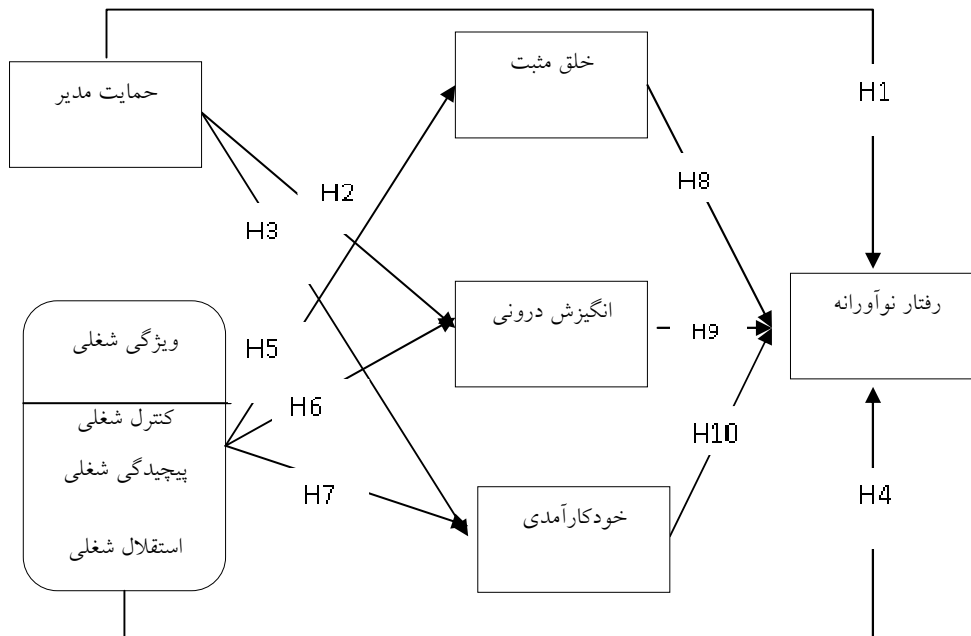 خلق مثبت
H1
حمایت مدیر
H8
H2
H3
رفتار نوآورانه
انگیزش درونی
ویژگی شغلی
H5
H9
H6
کنترل شغلی
H10
پیچیدگی شغلی
H7
H4
خودکارآمدی
استقلال شغلی